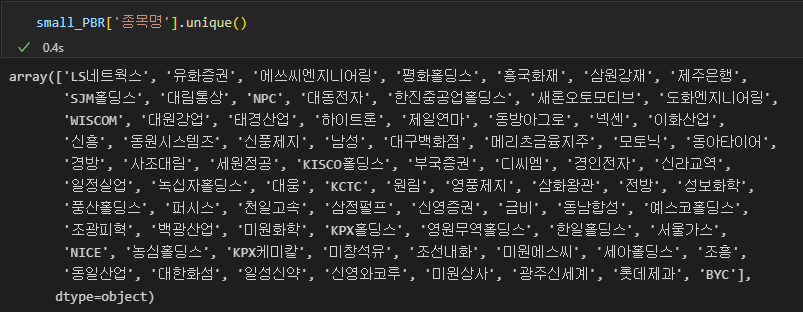 small_PBR['종목명'].unique()
✓ 0.4s
array(['LS네트웍스', '유화증권', '에쓰씨엔지니어링', '평화홀딩스', '흥국화재', '삼원강재', '제주은행',
'SJM홀딩스', '대림통상', 'NPC', '대동전자', '한진중공업홀딩스', '새론오토모티브', '도화엔지니어링',
'WISCOM', '대원강업', '태경산업', '하이트론', '제일연마', '동방아그로', '넥센', '이화산업',
'신흥', '동원시스템즈', '신풍제지', '남성', '대구백화점', '메리츠금융지주', '모토닉', '동아타이어',
'경방', '사조대림', '세원정공', 'KISCO홀딩스', '부국증권', '디씨엠', '경인전자', '신라교역',
'일정실업', '녹십자홀딩스', '대웅', 'KCTC', '원림', '영풍제지', '삼화왕관', '전방', '성보화학',
'풍산홀딩스', '퍼시스', '천일고속', '삼정펄프', '신영증권', '금비', '동남합성', '예스코홀딩스',
'조광피혁', '백광산업', '미원화학', 'KPX홀딩스', '영원무역홀딩스', '한일홀딩스', '서울가스',
'NICE', '농심홀딩스', 'KPX케미칼', '미창석유', '조선내화', '미원에스씨', '세아홀딩스', '조흥',
'동일산업', '대한화섬', '일성신약', '신영와코루', '미원상사', '광주신세계', '롯데제과', 'BYC'],
dtype=object)